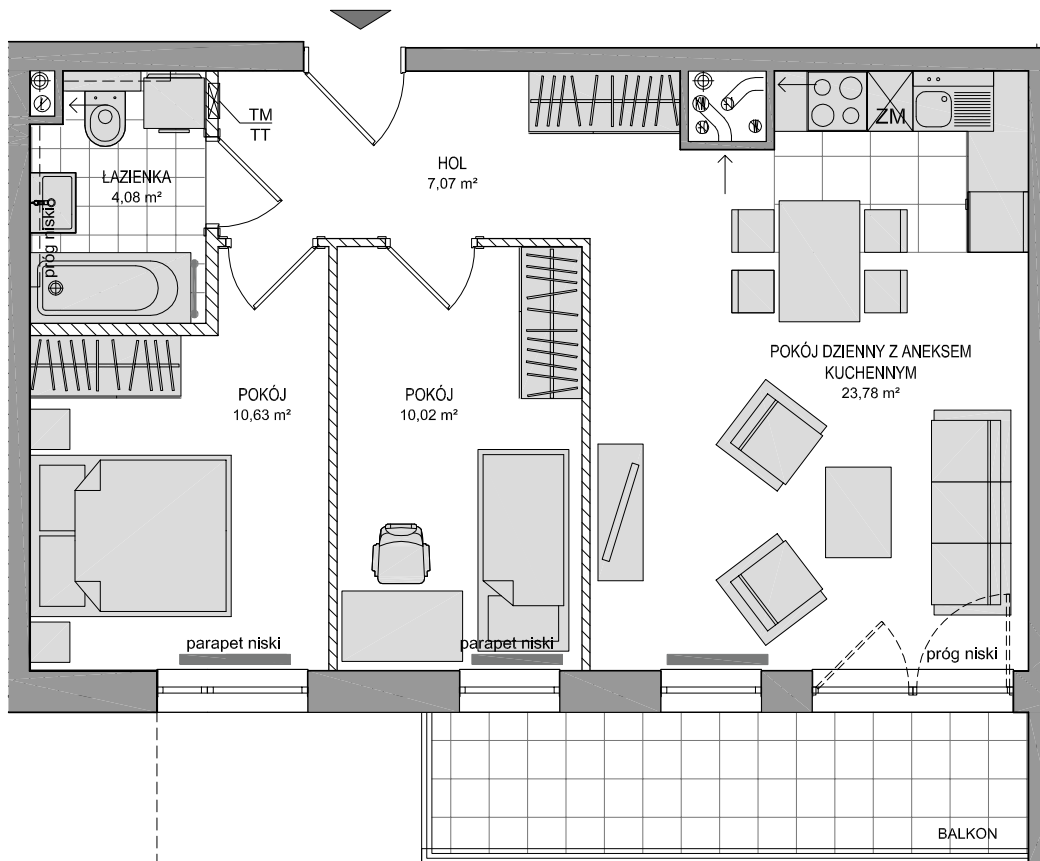 TM
TT
ZM
HOL
7,07 m²
ŁAZIENKA
4,08 m²
próg niski
POKÓJ DZIENNY Z ANEKSEM
KUCHENNYM
23,78 m²
POKÓJ
10,63 m²
POKÓJ
10,02 m²
parapet niski
parapet niski
próg niski
BALKON